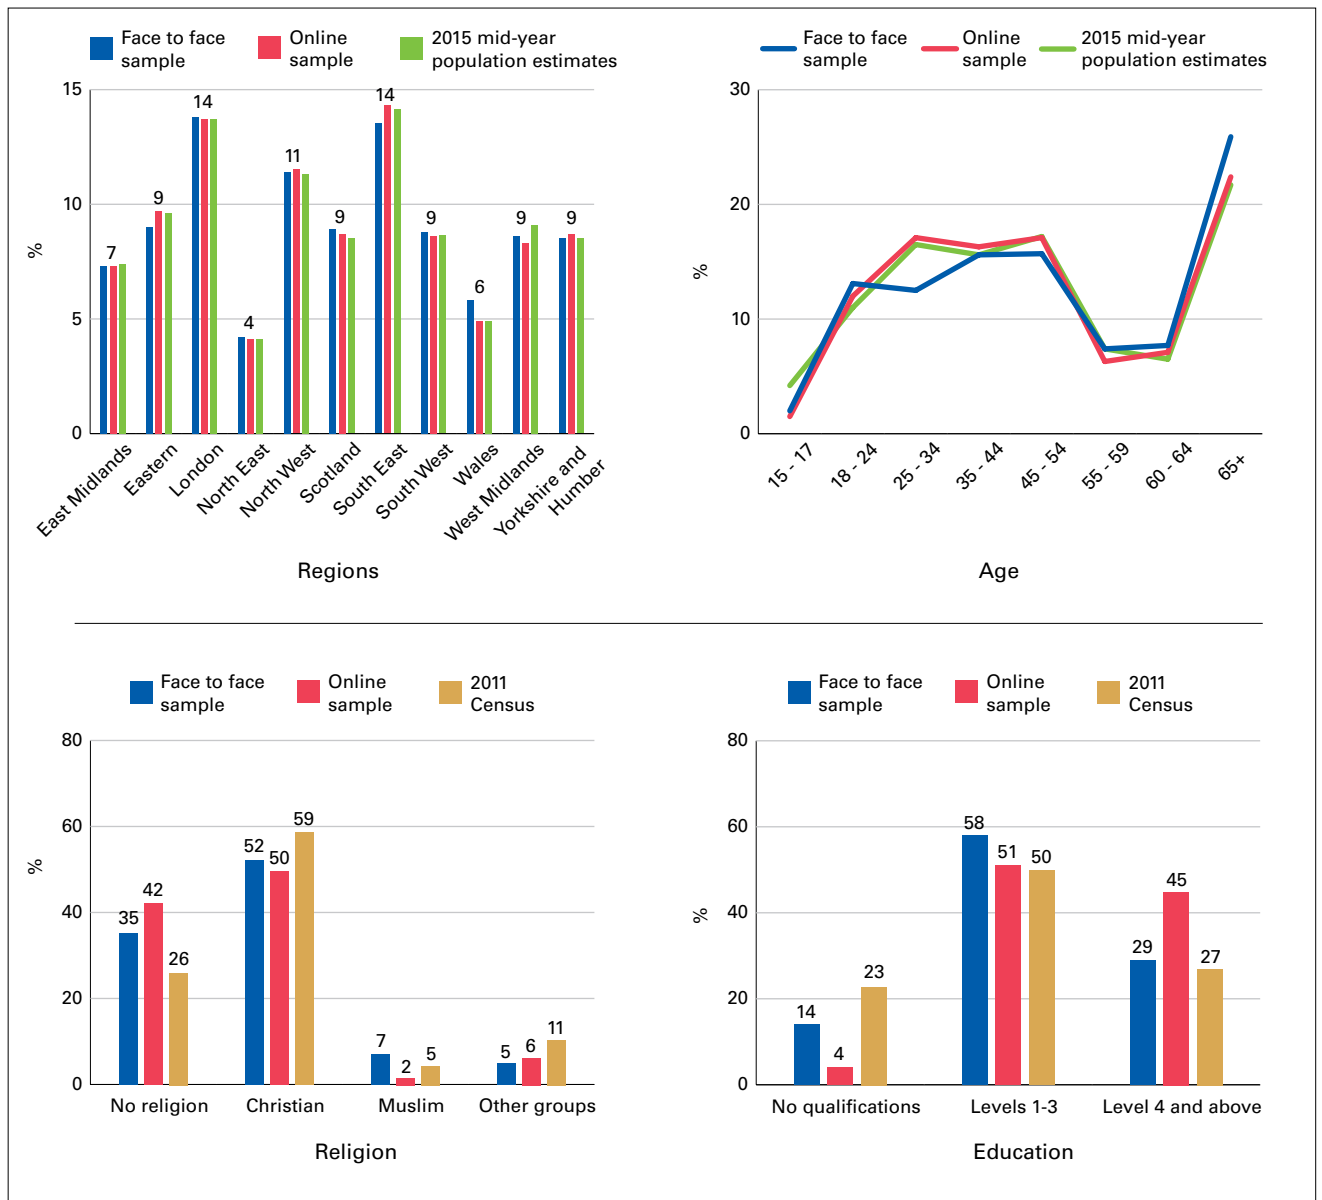 Face to face
sample
Online
sample
2015 mid-year
population estimates
15
10
5
0
%
7
9
14
4
11
9
14
9
6
9
9
East Midlands
Eastern
London
North East
North West
Scotland
South East
South West
Wales
West Midlands
Yorkshire and
Humber
Regions
Face to face
sample
Online
sample
2015 mid-year
population estimates
30
20
10
0
%
15 - 17
18 - 24
25 - 34
35 - 44
45 - 54
55 - 59
60 - 64
65+
Age
Face to face
sample
Online
sample
2011
Census
80
60
40
20
0
%
35
42
26
52
50
59
7
2
5
5
6
11
No religion
Christian
Muslim
Other groups
Religion
Face to face
sample
Online
sample
2011
Census
80
60
40
20
0
%
14
4
23
58
51
50
29
45
27
No qualifications
Levels 1-3
Level 4 and above
Education